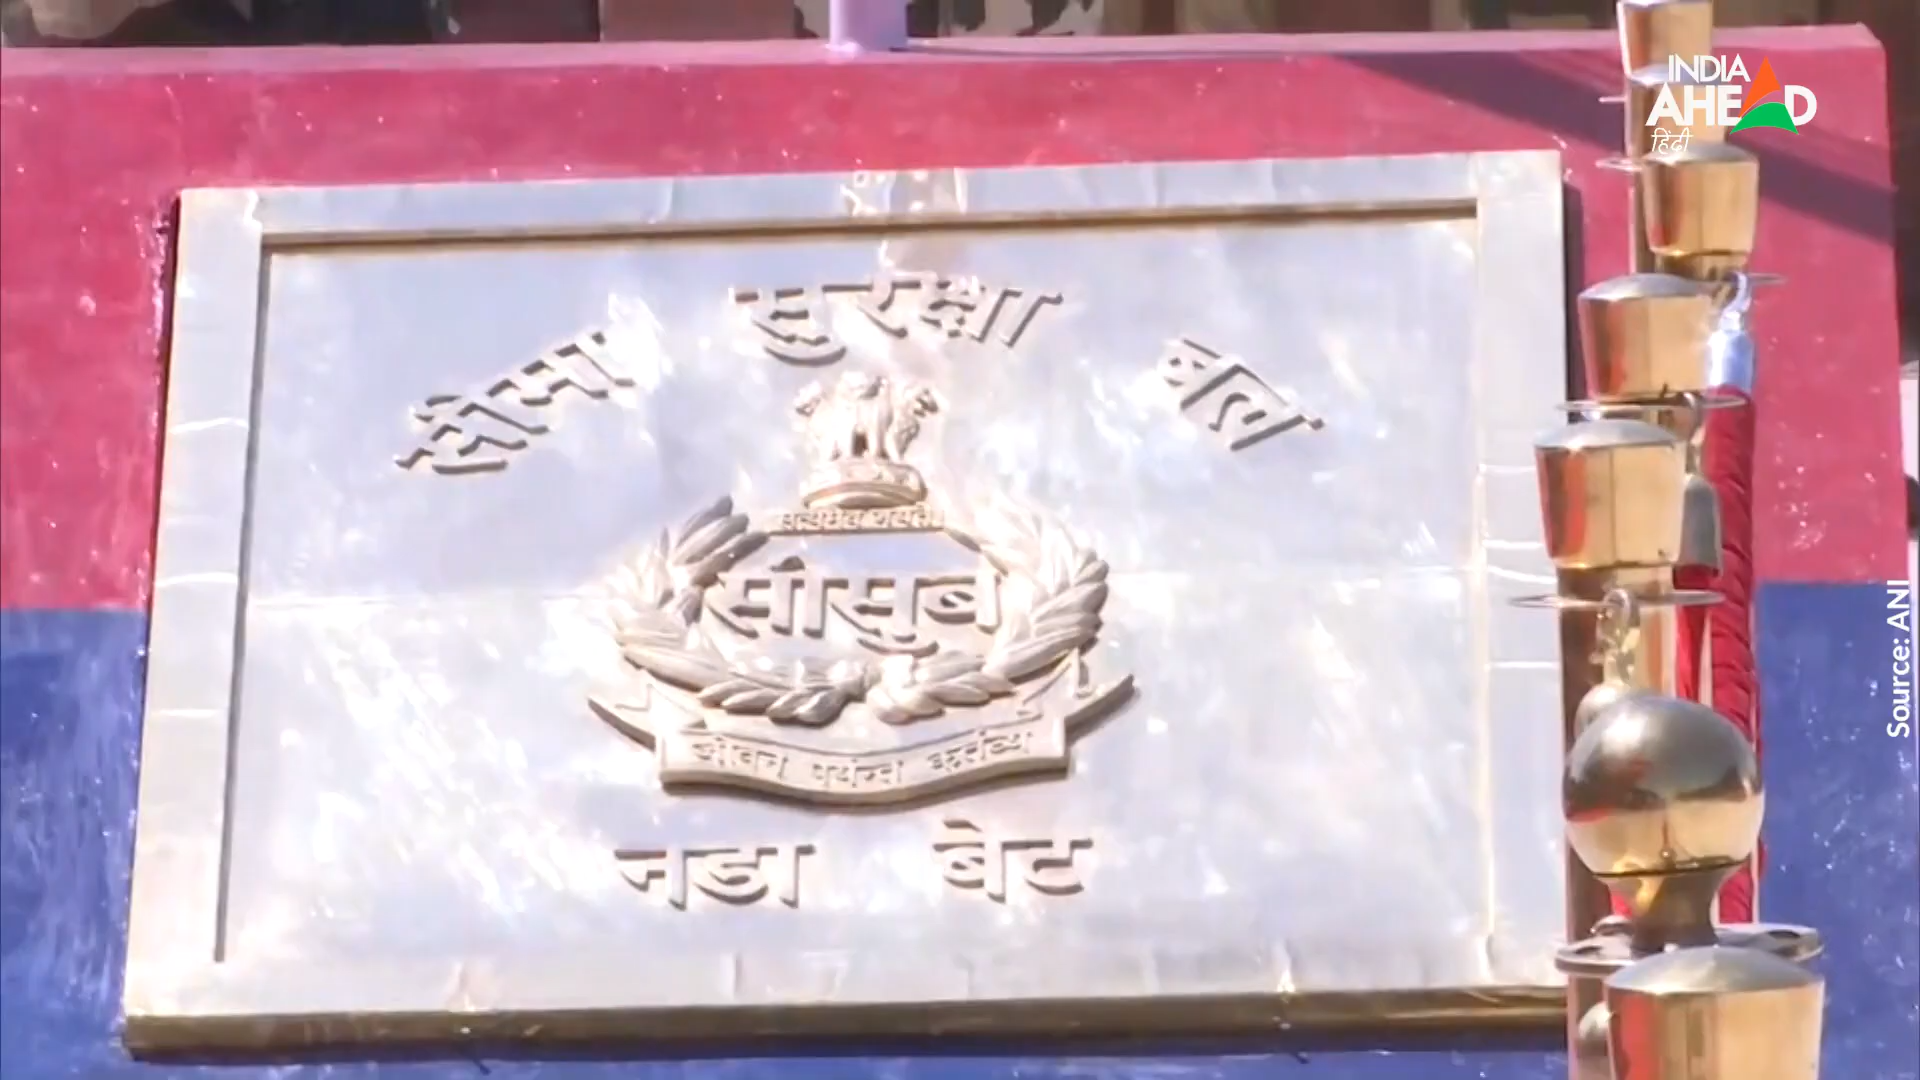 INDIA
AHEAD
हिंदी
सीमा सुरक्षा बल
सत्यमेव जयते
सीसुब
जीवन पर्यन्त कर्तव्य
नडा बेट
Source: ANI